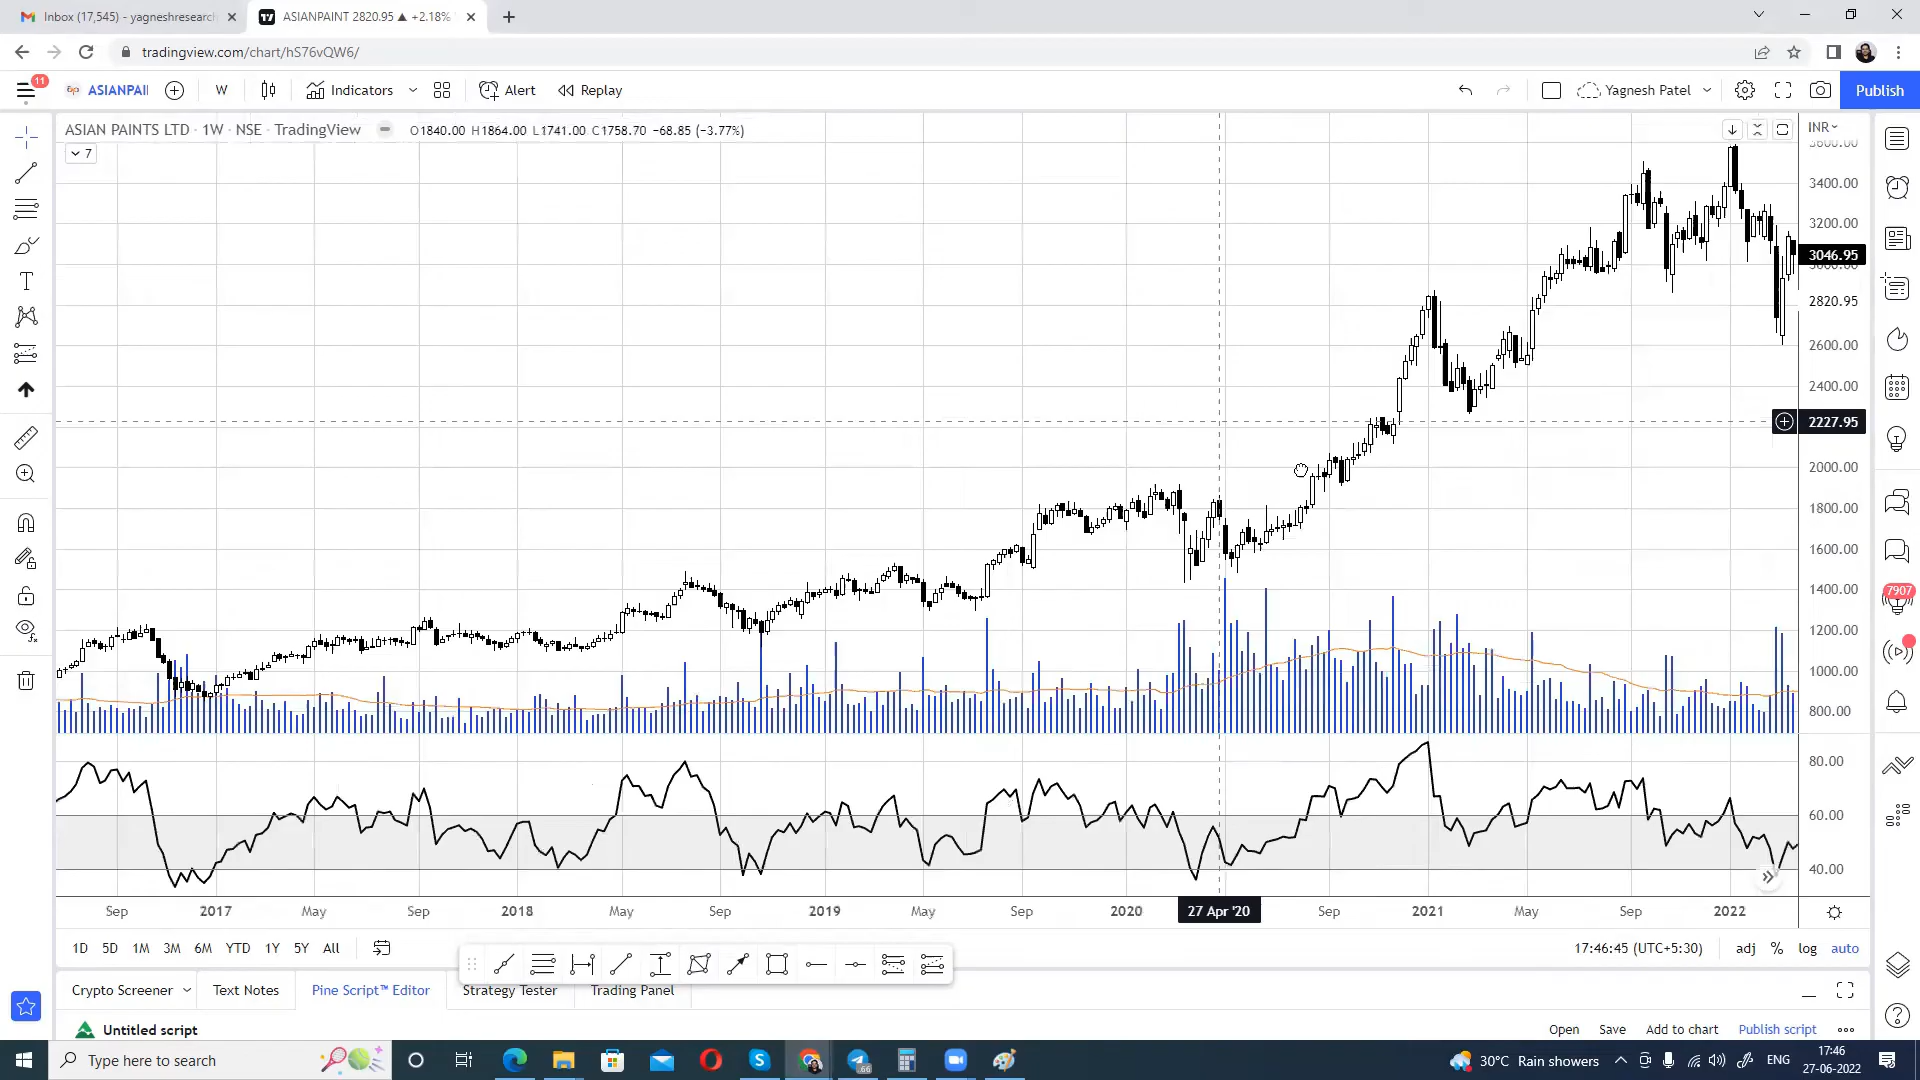 Inbox (17,545) - yagneshresearch
ASIANPAINT 2820.95 ▲ +2.18%
tradingview.com/chart/hS76vQW6/
11
ASIANPAI
W
Indicators
Alert
Replay
Yagnesh Patel
Publish
ASIAN PAINTS LTD · 1W · NSE · TradingView
O1840.00 H1864.00 L1741.00 C1758.70 −68.85 (−3.77%)
INR
7
3600.00
3400.00
3200.00
3046.95
3000.00
2820.95
2600.00
2400.00
2227.95
2000.00
1800.00
1600.00
1400.00
1200.00
1000.00
800.00
80.00
60.00
40.00
7907
Sep
2017
May
Sep
2018
May
Sep
2019
May
Sep
2020
27 Apr '20
Sep
2021
May
Sep
2022
1D 5D 1M 3M 6M YTD 1Y 5Y All
17:46:45 (UTC+5:30)
adj % log auto
Crypto Screener
Text Notes
Pine Script™ Editor
Strategy Tester
Trading Panel
Untitled script
Open Save Add to chart Publish script
Type here to search
66
30°C Rain showers
ENG
17:46
27-06-2022